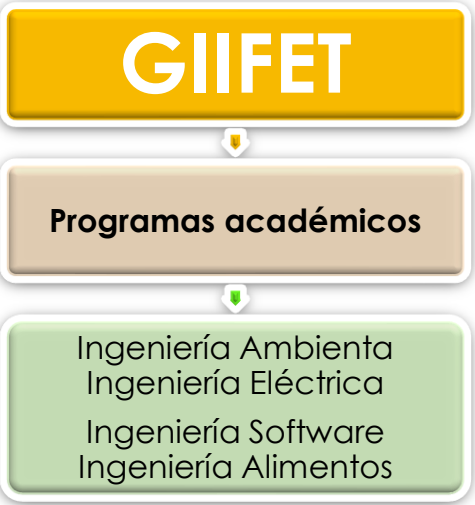 GIIFET
Programas académicos
Ingeniería Ambienta
Ingeniería Eléctrica
Ingeniería Software
Ingeniería Alimentos